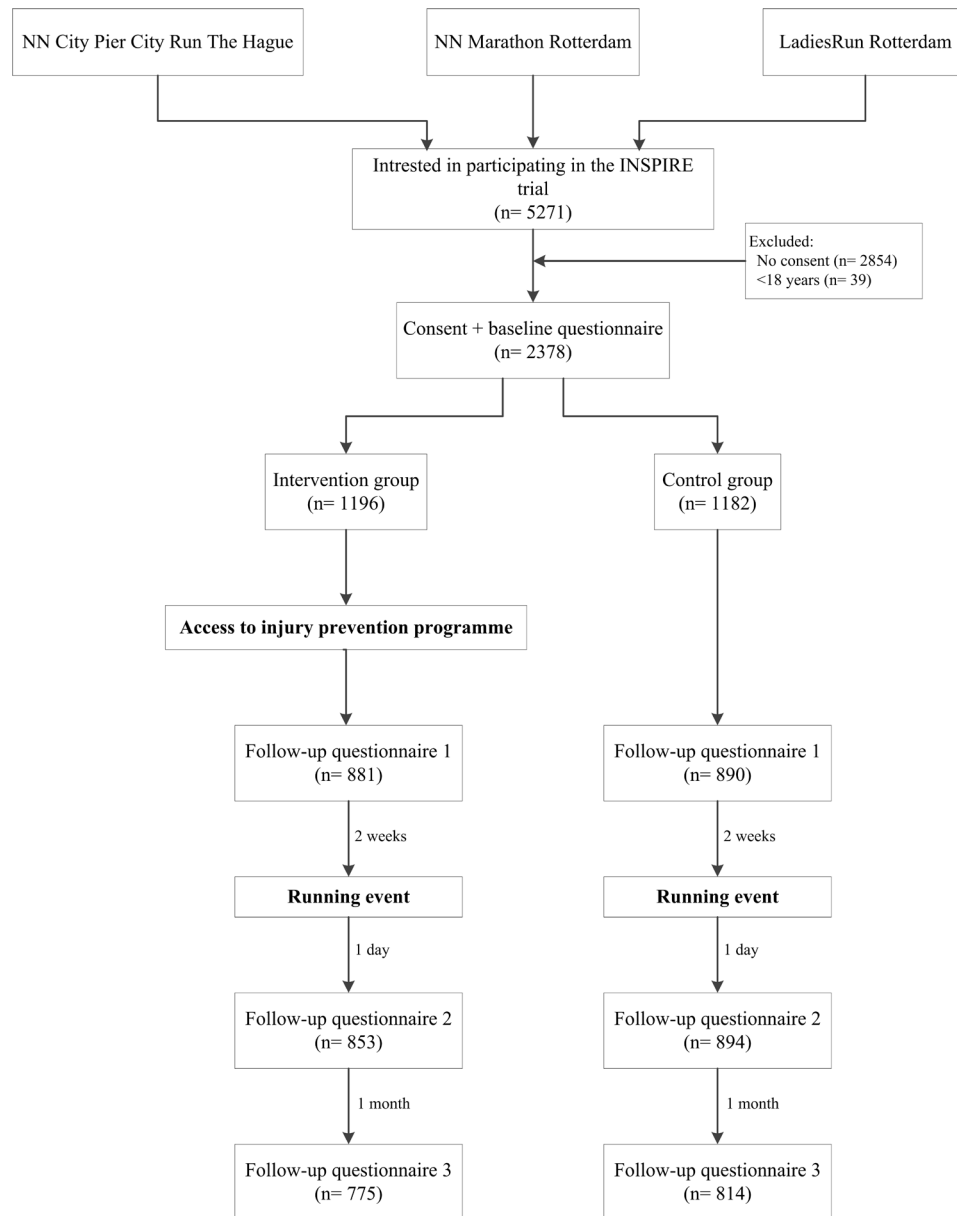 NN City Pier City Run The Hague
NN Marathon Rotterdam
LadiesRun Rotterdam
Intrested in participating in the INSPIRE
trial
(n= 5271)
Excluded:
No consent (n= 2854)
<18 years (n= 39)
Consent + baseline questionnaire
(n= 2378)
Intervention group
(n= 1196)
Control group
(n= 1182)
Access to injury prevention programme
Follow-up questionnaire 1
(n= 881)
Follow-up questionnaire 1
(n= 890)
2 weeks
2 weeks
Running event
Running event
1 day
1 day
Follow-up questionnaire 2
(n= 853)
Follow-up questionnaire 2
(n= 894)
1 month
1 month
Follow-up questionnaire 3
(n= 775)
Follow-up questionnaire 3
(n= 814)